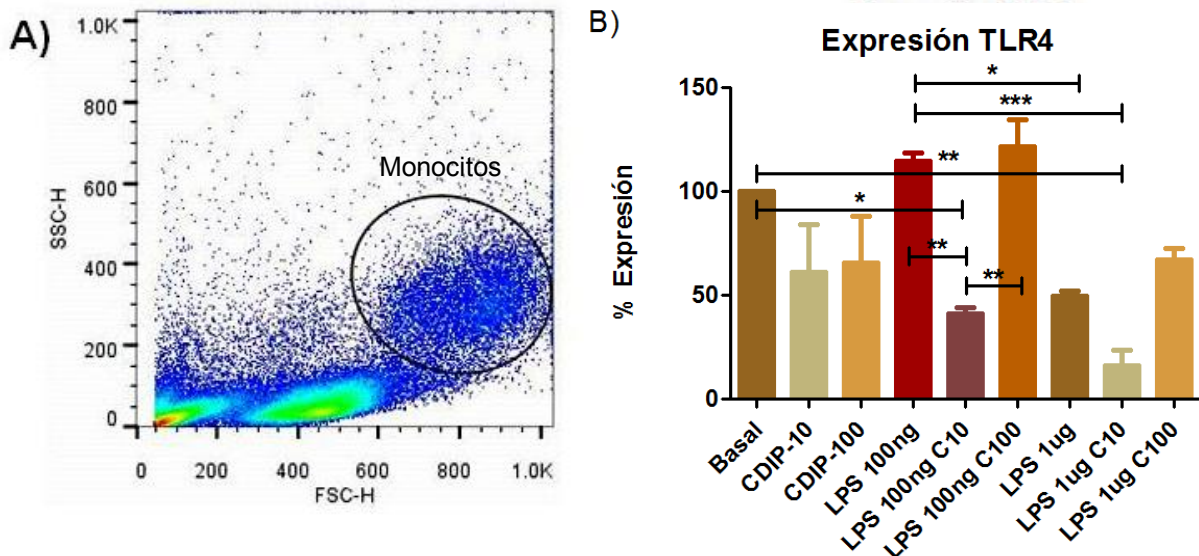 A)
1.0K
800
600
400
200
0
SSC-H
Monocitos
0 200 400 600 800 1.0K
FSC-H
B)
Expresión TLR4
150
100
50
0
% Expresión
*
***
**
*
**
**
Basal
CDIP-10
CDIP-100
LPS 100ng
LPS 100ng C10
LPS 100ng C100
LPS 1ug
LPS 1ug C10
LPS 1ug C100